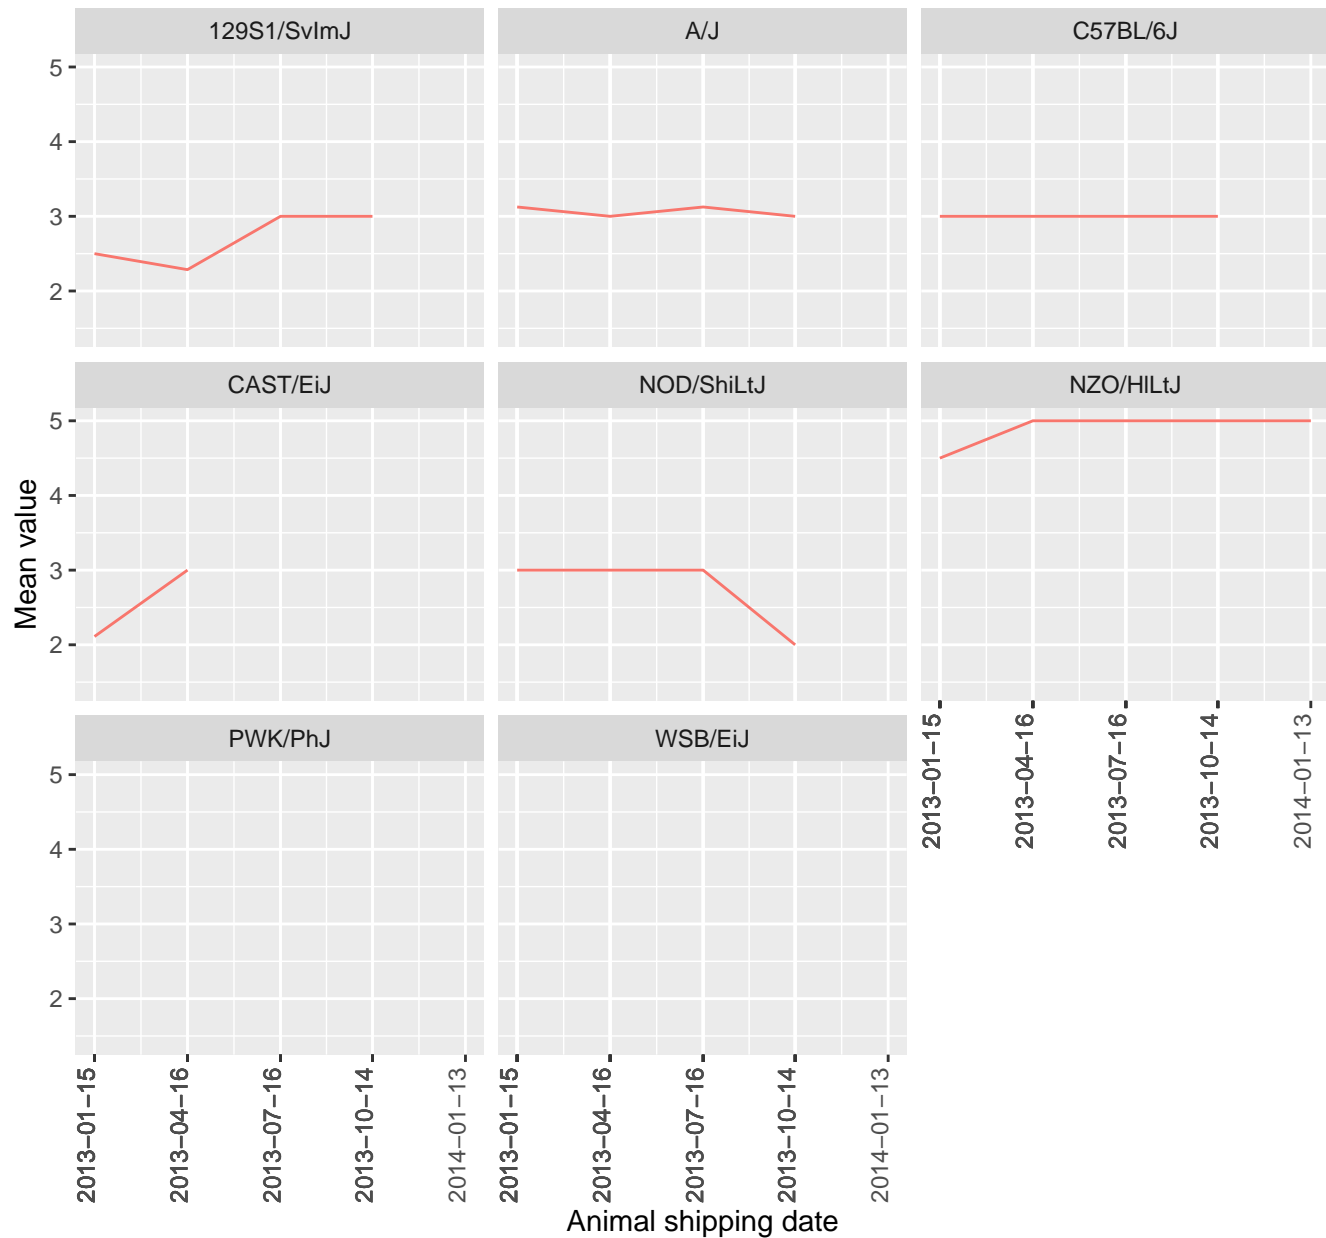 129S1/SvImJ
A/J
C57BL/6J
5
4
3
2
CAST/EiJ
NOD/ShiLtJ
NZO/HlLtJ
5
4
3
2
Mean value
2013−01−15
2013−04−16
2013−07−16
2013−10−14
2014−01−13
PWK/PhJ
WSB/EiJ
5
4
3
2
2013−01−15
2013−04−16
2013−07−16
2013−10−14
2014−01−13
2013−01−15
2013−04−16
2013−07−16
2013−10−14
2014−01−13
Animal shipping date